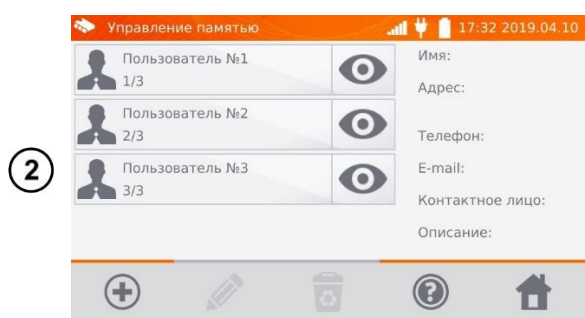 Управление памятью
17:32 2019.04.10
Пользователь №1
1/3
Пользователь №2
2/3
Пользователь №3
3/3
Имя:
Адрес:
Телефон:
E-mail:
Контактное лицо:
Описание:
2